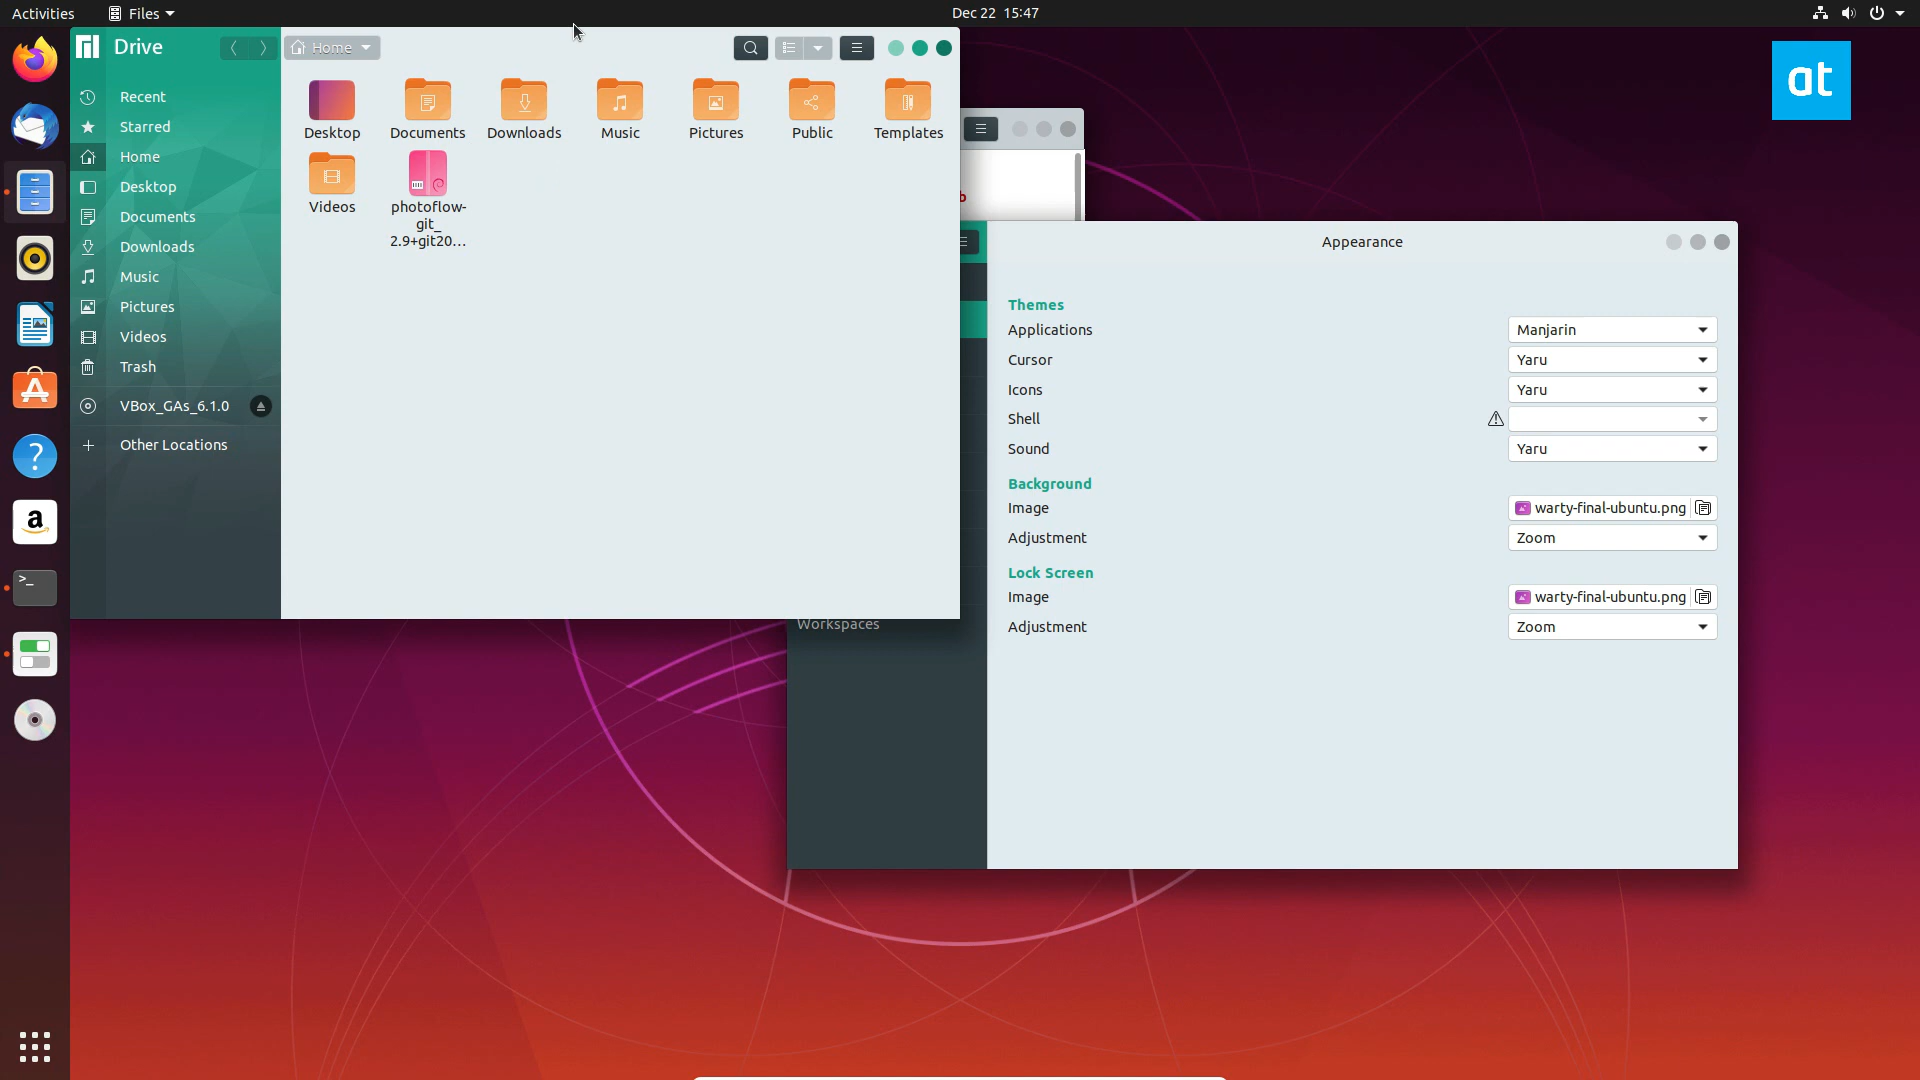 Activities
Files
Dec 22 15:47
Drive
Home
Recent
Starred
Home
Desktop
Documents
Downloads
Music
Pictures
Videos
Trash
VBox_GAs_6.1.0
Other Locations
Desktop
Documents
Downloads
Music
Pictures
Public
Templates
Videos
photoflow-
git_
2.9+git20...
at
b
Appearance
Themes
Applications
Manjarin
Cursor
Yaru
Icons
Yaru
Shell
Sound
Yaru
Background
Image
warty-final-ubuntu.png
Adjustment
Zoom
Lock Screen
Image
warty-final-ubuntu.png
Adjustment
Zoom
Workspaces